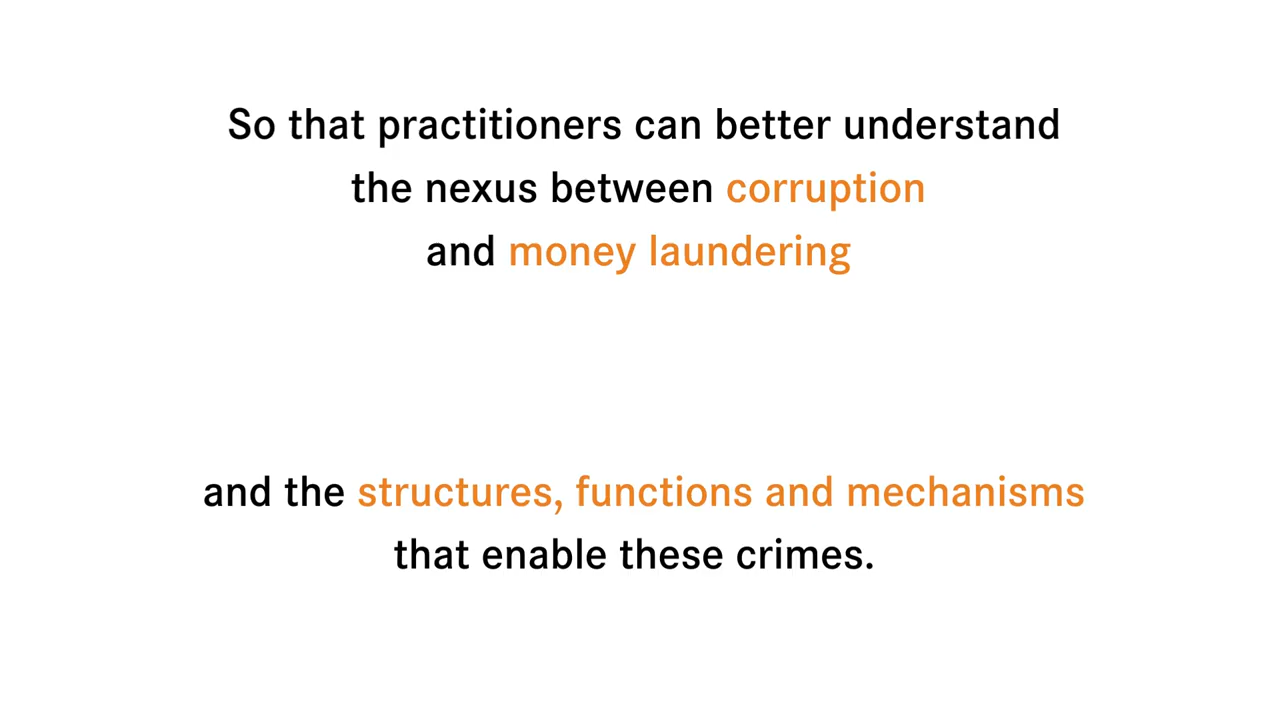 So that practitioners can better understand
the nexus between corruption
and money laundering
and the structures, functions and mechanisms
that enable these crimes.